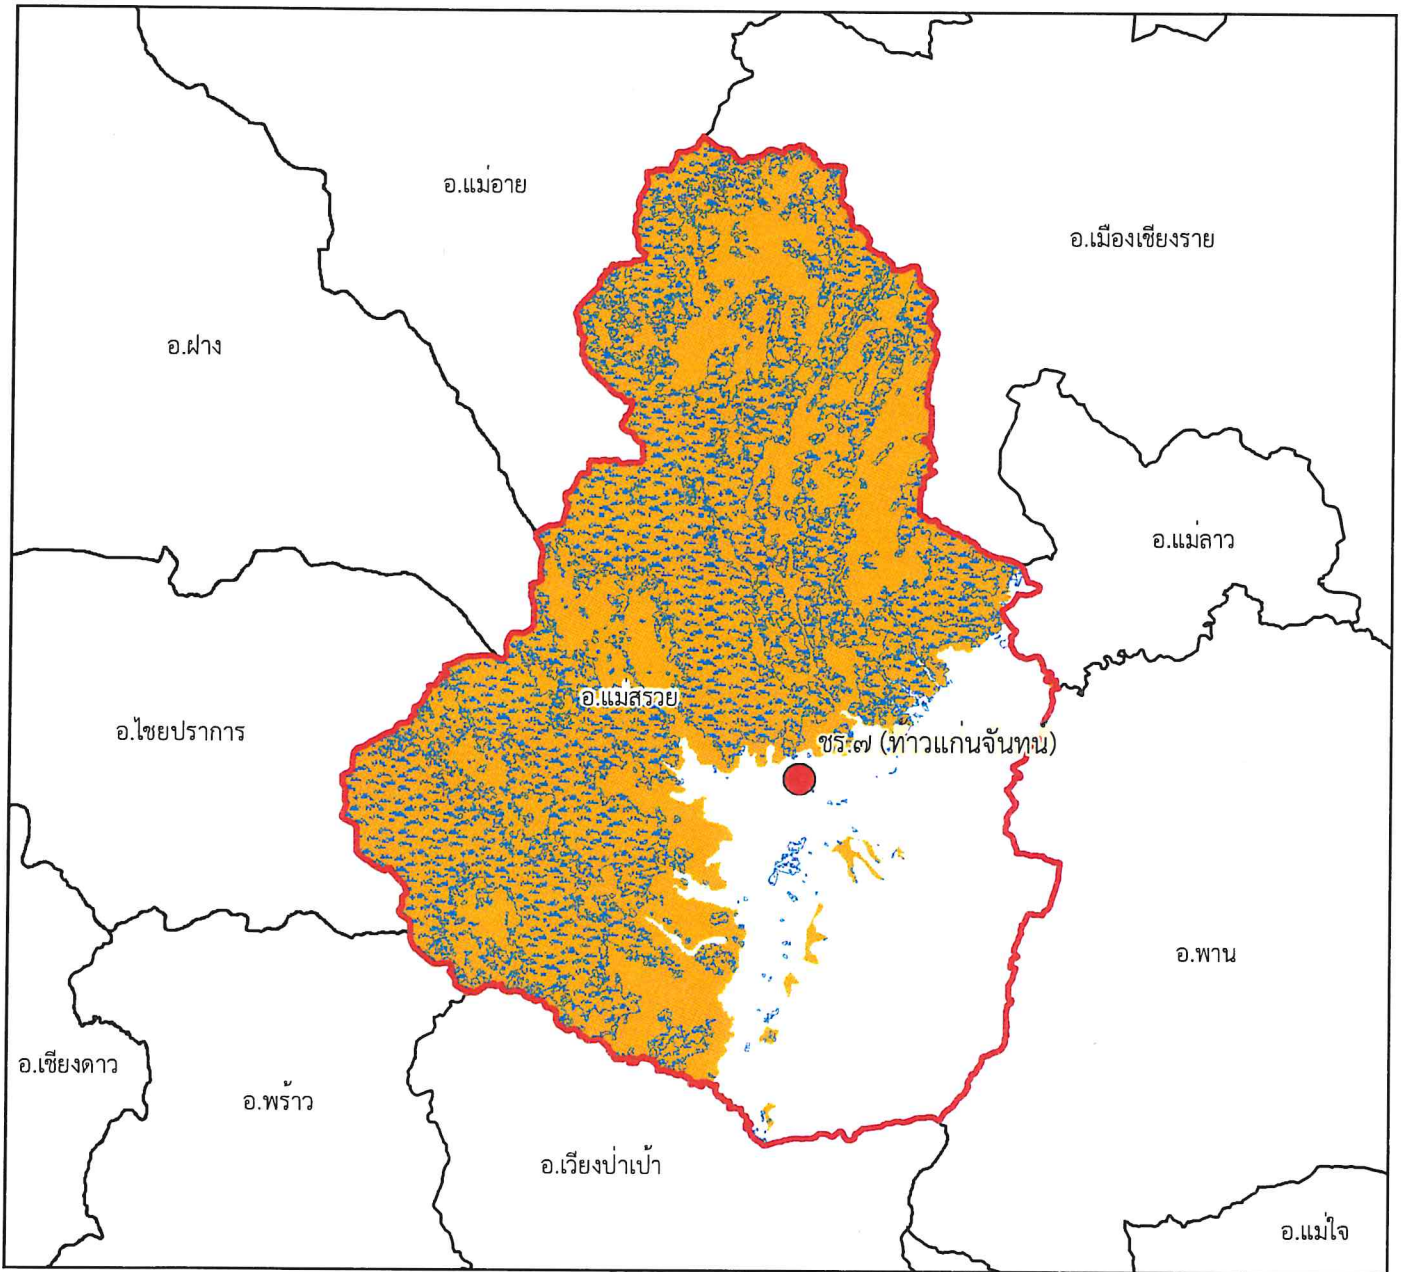 อ.แม่อาย
อ.เมืองเชียงราย
อ.ฝาง
อ.แม่ลาว
อ.แม่สรวย
อ.ไชยปราการ
ชร.๗ (ท้าวแก่นจันทน์)
อ.พาน
อ.เชียงดาว
อ.พร้าว
อ.เวียงป่าเป้า
อ.แม่ใจ